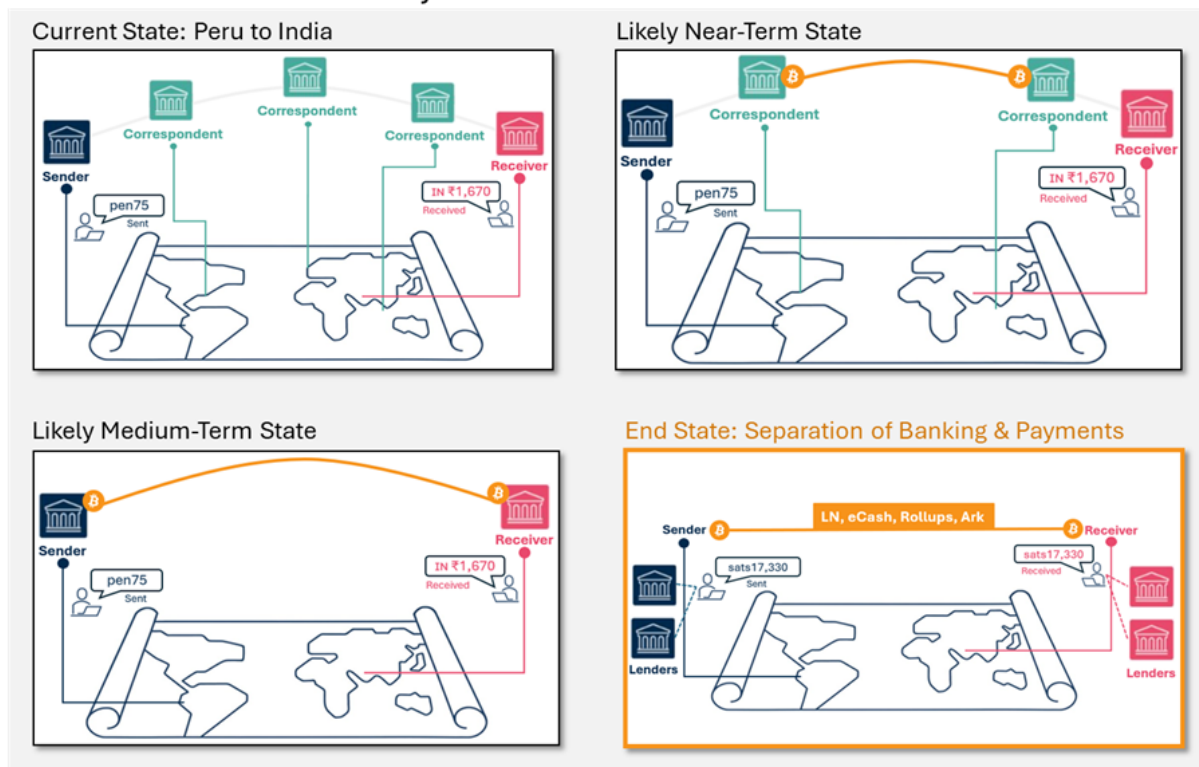 Current State: Peru to India
Correspondent
Correspondent
Correspondent
Sender
Receiver
pen75
Sent
IN ₹1,670
Received
Likely Near-Term State
Correspondent
Correspondent
Sender
Receiver
pen75
Sent
IN ₹1,670
Received
Likely Medium-Term State
Sender
Receiver
pen75
Sent
IN ₹1,670
Received
End State: Separation of Banking & Payments
LN, eCash, Rollups, Ark
Sender
Receiver
sats17,330
Sent
sats17,330
Received
Lenders
Lenders